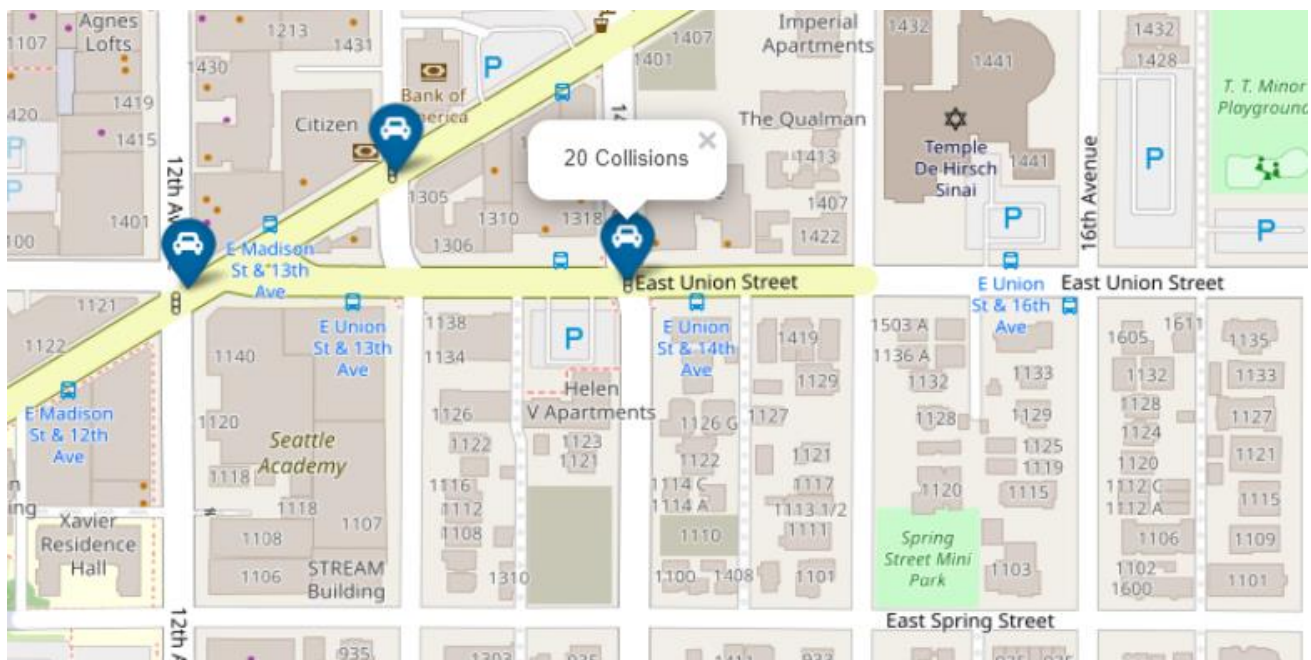 Agnes
Lofts
1107
1213
1431
1430
1419
1415
1401
Citizen
Bank of
P
1407
1401
Imperial
Apartments
1432
1441
1432
1428
T. T. Minor
Playground
The Qualman
1413
1407
1422
Temple
De Hirsch
Sinai
1441
P
P
P
16th Avenue
20 Collisions
×
12th Av
1305
1310
1318
1306
E Madison
St & 13th
Ave
East Union Street
E Union
St & 16th
Ave
East Union Street
1121
1122
E Madison
St & 12th
Ave
1140
1120
1118
1118
Seattle
Academy
1107
1108
1106
STREAM
Building
Xavier
Residence
Hall
E Union
St & 13th
Ave
1138
1134
1126
1122
1116
1112
1108
1310
P
Helen
V Apartments
1123
1121
E Union
St & 14th
Ave
1126 G
1122
1114 C
1114 A
1110
1100
1408
1419
1129
1127
1121
1117
1113 1/2
1111
1101
1503 A
1136 A
1132
1128
1120
Spring
Street Mini
Park
1133
1129
1125
1119
1115
1103
1605
1611
1132
1128
1124
1120
1112 C
1112 A
1106
1102
1600
1135
1133
1127
1121
1115
1109
1101
East Spring Street
12th A
935